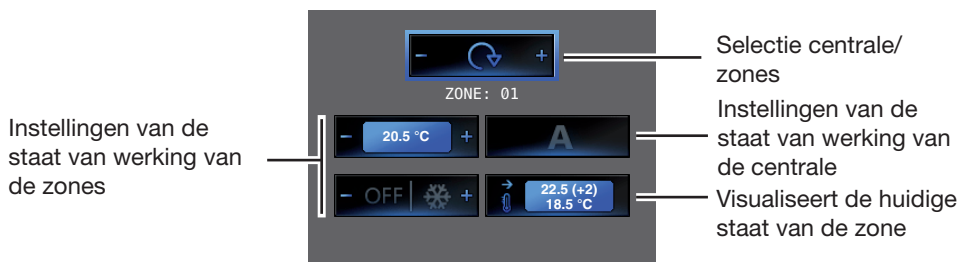 Selectie centrale/
zones
- +
ZONE: 01
Instellingen van de
staat van werking van
de zones
- 20.5 °C +
A
Instellingen van de
staat van werking van
de centrale
- OFF | +
22.5 (+2)
18.5 °C
Visualiseert de huidige
staat van de zone